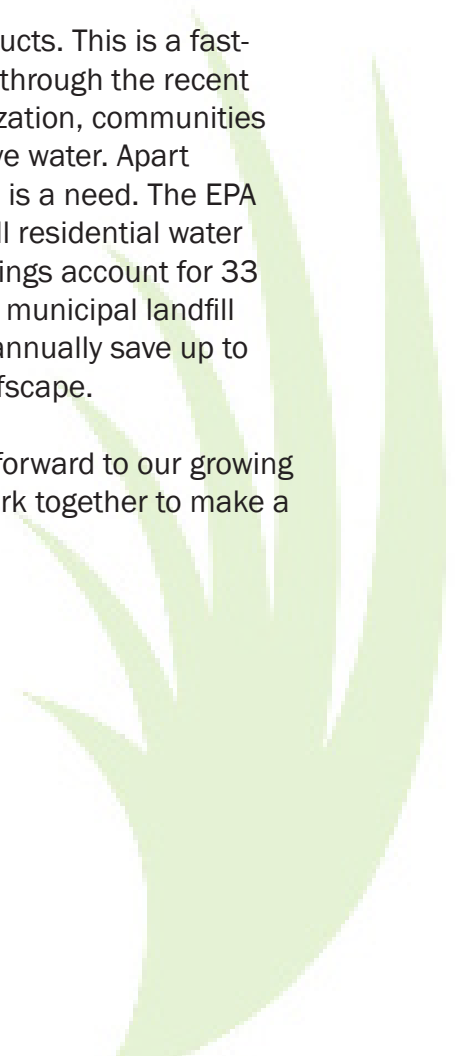 ucts. This is a fast-
through the recent
zation, communities
ve water. Apart
is a need. The EPA
ll residential water
ings account for 33
municipal landfill
annually save up to
fscape.
forward to our growing
rk together to make a